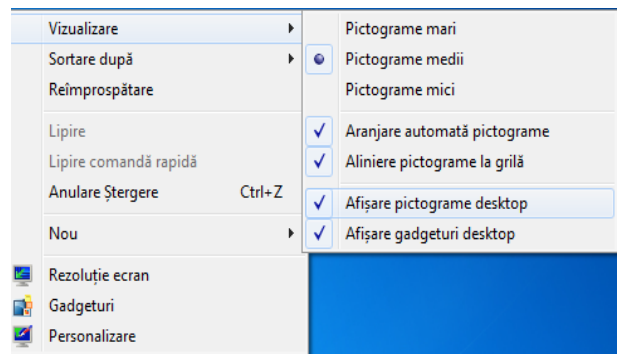 Vizualizare
Sortare după
Reîmprospătare
Lipire
Lipire comandă rapidă
Anulare Ștergere Ctrl+Z
Nou
Rezoluție ecran
Gadgeturi
Personalizare
Pictograme mari
Pictograme medii
Pictograme mici
Aranjare automată pictograme
Aliniere pictograme la grilă
Afișare pictograme desktop
Afișare gadgeturi desktop